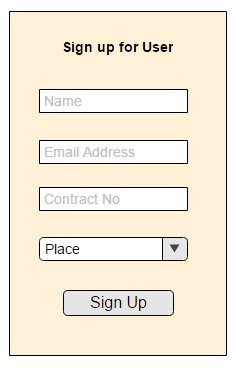 Sign up for User
Name
Email Address
Contract No
Place
Sign Up